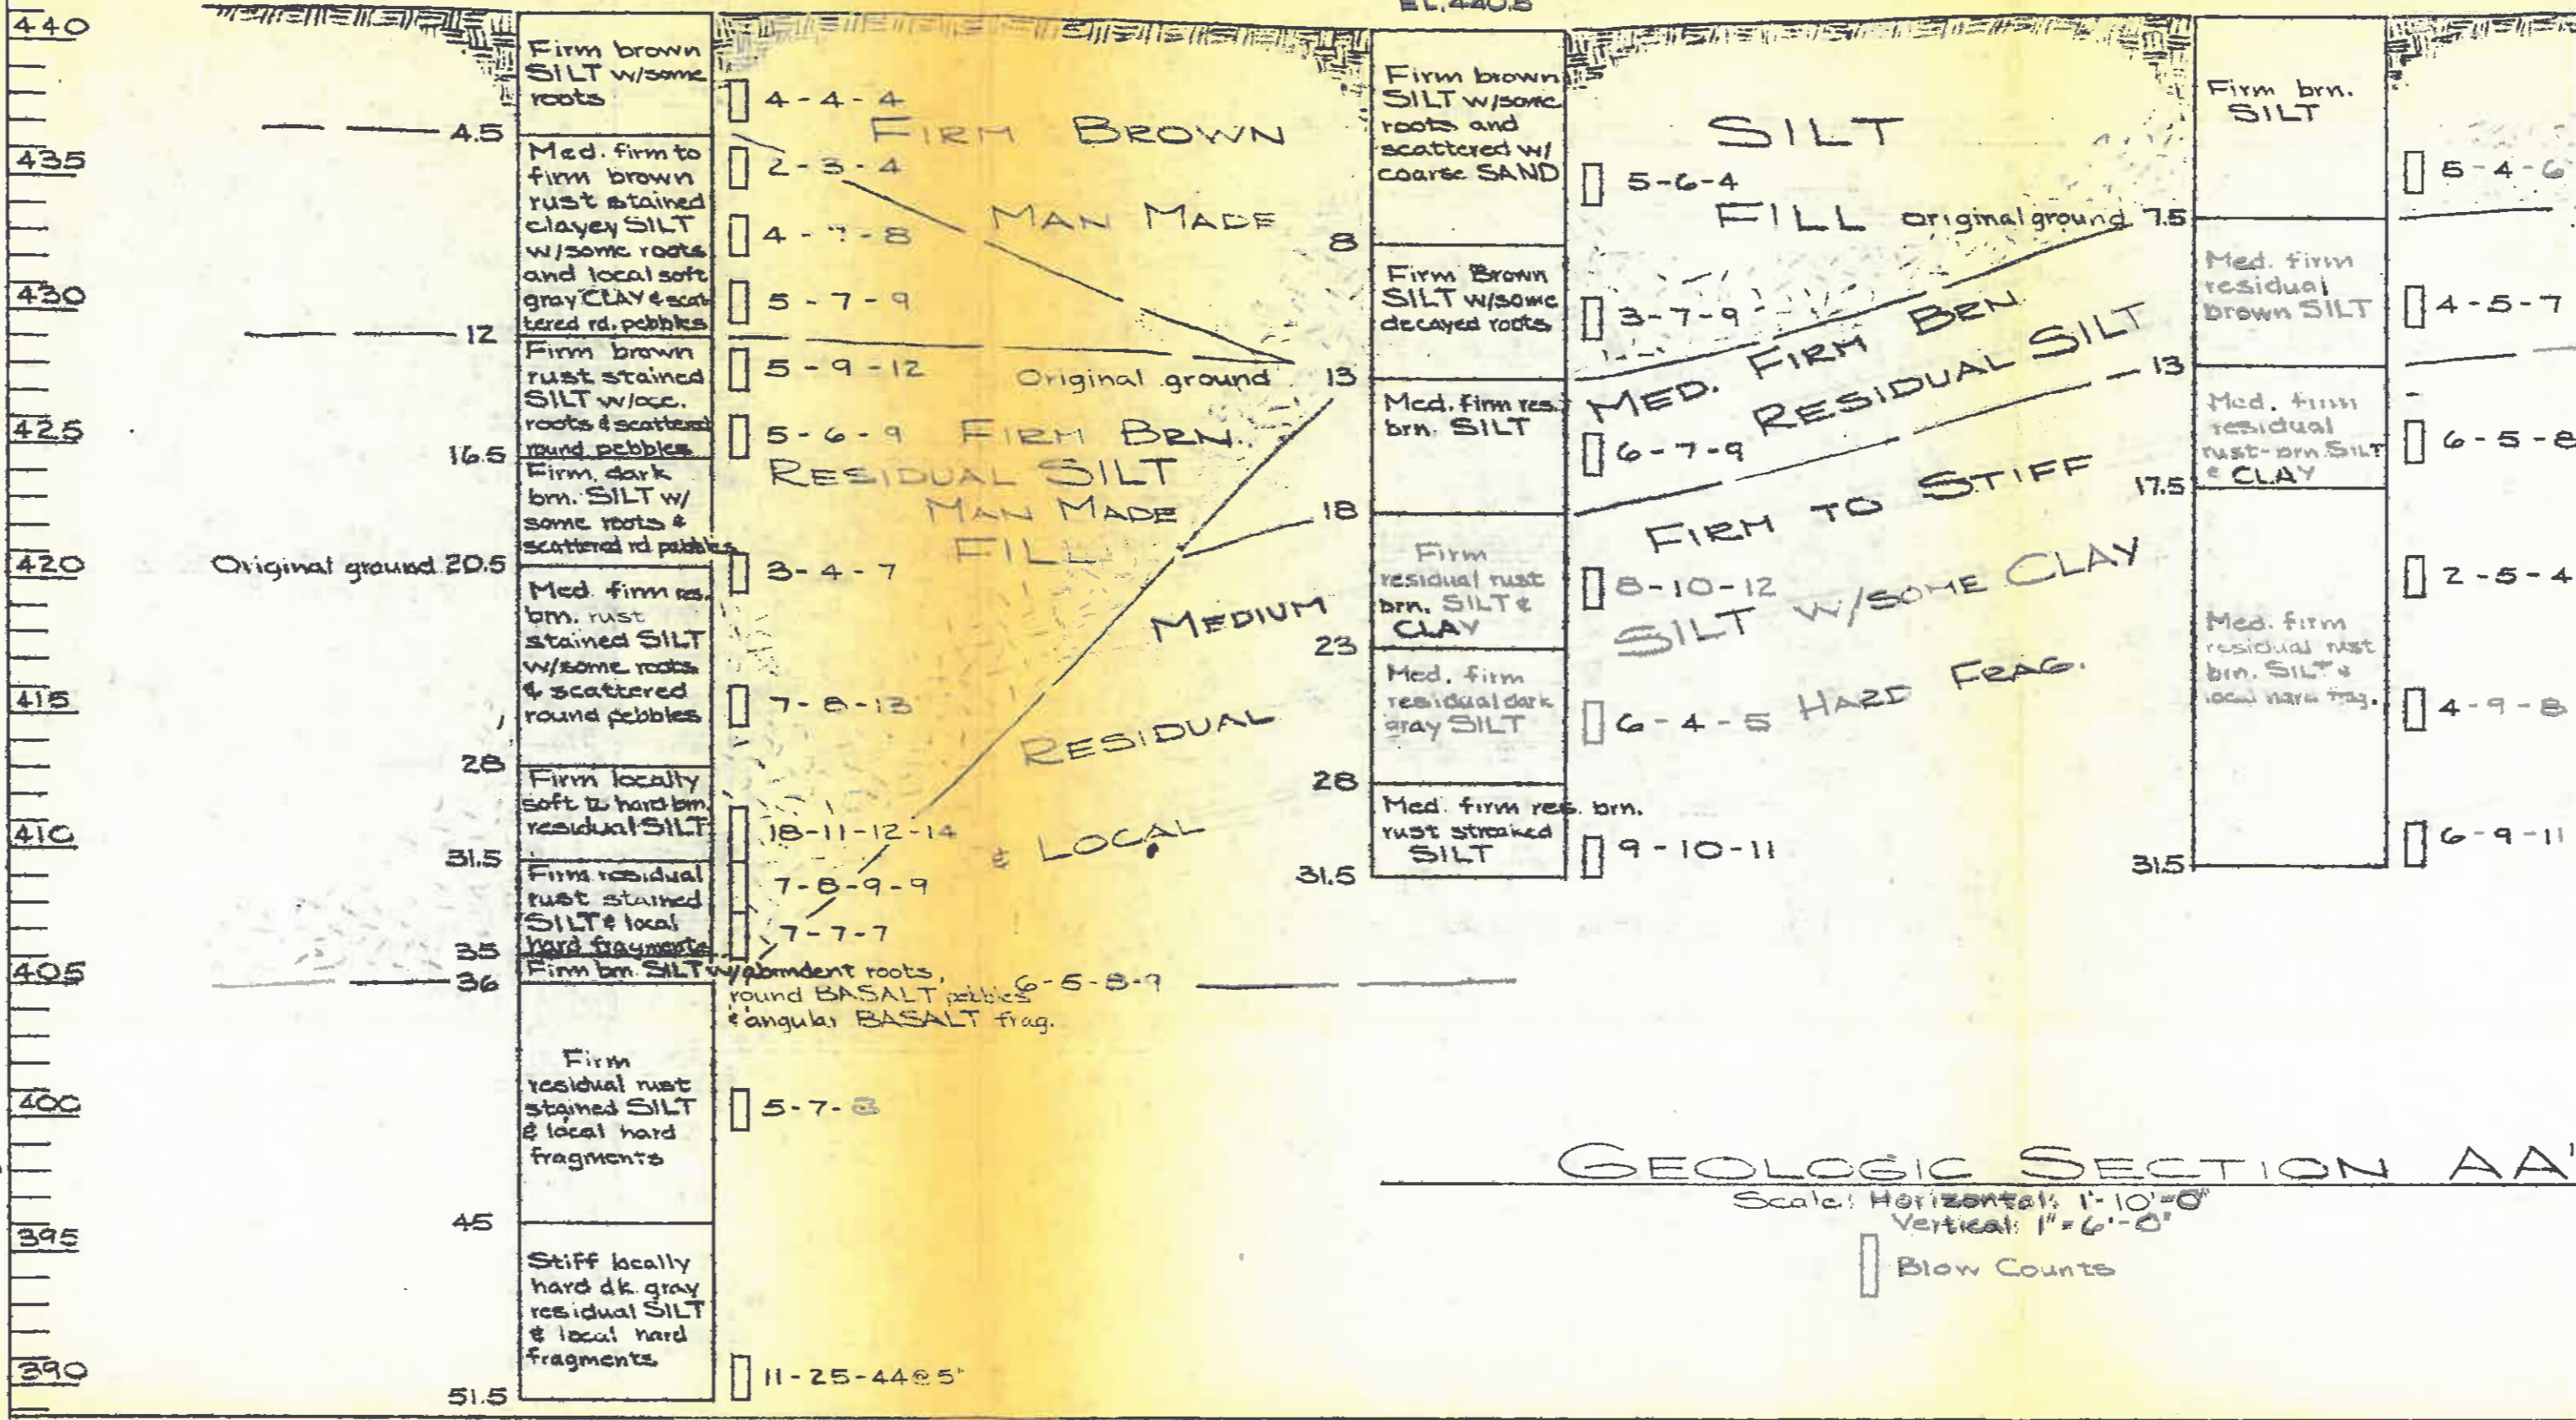 EL. 440.5
440
435
430
425
420
415
410
405
400
395
390
Firm brown
SILT w/some
roots
4.5
Med. firm to
firm brown
rust stained
clayey SILT
w/some roots
and local soft
gray CLAY & scat
tered rd. pebbles
12
Firm brown
rust stained
SILT w/occ.
roots & scattered
round pebbles
16.5
Firm dark
brn. SILT w/
some roots &
scattered rd pebbles
Original ground 20.5
Med. firm res.
brn. rust
stained SILT
w/some roots
& scattered
round pebbles
28
Firm locally
soft to hard brn.
residual SILT
31.5
Firm residual
rust stained
SILT & local
hard fragments
35
Firm brn. SILT w/abundent roots,
round BASALT pebbles
& angular BASALT frag.
36
Firm
residual rust
stained SILT
& local hard
fragments
45
Stiff locally
hard dk. gray
residual SILT
& local hard
fragments
51.5
4-4-4
2-3-4
4-7-8
5-7-9
5-9-12
5-6-9
3-4-7
7-8-13
18-11-12-14
7-8-9-9
7-7-7
6-5-8-9
5-7-8
11-25-44@5"
FIRM BROWN
MAN MADE
Original ground
FIRM BRN.
RESIDUAL SILT
MAN MADE
FILL
MEDIUM
RESIDUAL
& LOCAL
Firm brown
SILT w/some
roots and
scattered w/
coarse SAND
8
Firm Brown
SILT w/some
decayed roots
13
Med. firm res.
brn. SILT
18
Firm
residual rust
brn. SILT &
CLAY
23
Med. firm
residual dark
gray SILT
28
Med. firm res. brn.
rust streaked
SILT
31.5
5-6-4
3-7-9
6-7-9
8-10-12
6-4-5
9-10-11
SILT
FILL
Original ground 7.5
MED. FIRM BRN.
RESIDUAL SILT
FIRM TO STIFF
SILT W/SOME CLAY
HARD FRAG.
Firm brn.
SILT
Med. firm
residual
brown SILT
13
Med. firm
residual
rust-brn. SILT
& CLAY
17.5
Med. firm
residual rust
brn. SILT &
local hard frag.
31.5
5-4-6
4-5-7
6-5-8
2-5-4
4-9-8
6-9-11
GEOLOGIC SECTION AA'
Scale: Horizontal: 1"-10'-0"
Vertical: 1"=6'-0"
Blow Counts